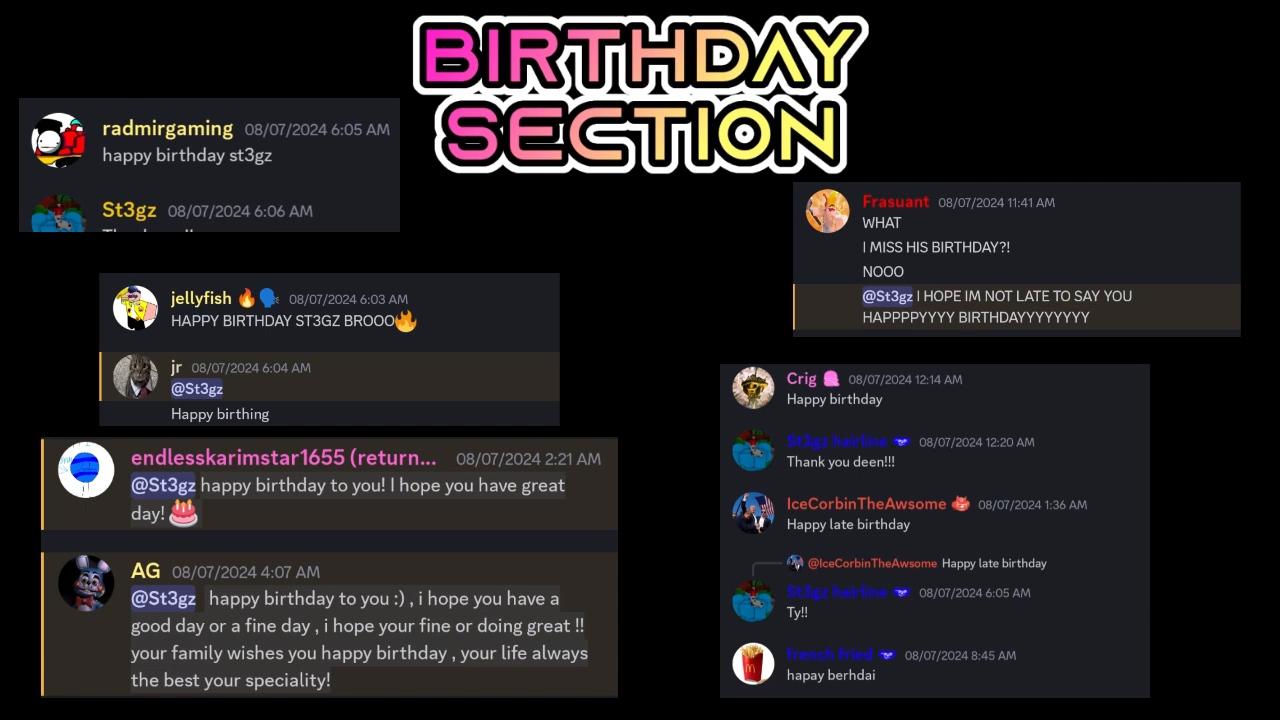 BIRTHDAY
SECTION
radmirgaming 08/07/2024 6:05 AM
happy birthday st3gz
St3gz 08/07/2024 6:06 AM
jellyfish 🔥🗣 08/07/2024 6:03 AM
HAPPY BIRTHDAY ST3GZ BROOO🔥
jr 08/07/2024 6:04 AM
@St3gz
Happy birthing
endlesskarimstar1655 (return... 08/07/2024 2:21 AM
@St3gz happy birthday to you! I hope you have great
day! 🎂
AG 08/07/2024 4:07 AM
@St3gz happy birthday to you :) , i hope you have a
good day or a fine day , i hope your fine or doing great !!
your family wishes you happy birthday , your life always
the best your speciality!
Frasuant 08/07/2024 11:41 AM
WHAT
I MISS HIS BIRTHDAY?!
NOOO
@St3gz I HOPE IM NOT LATE TO SAY YOU
HAPPPPYYYY BIRTHDAYYYYYYYY
Crig 08/07/2024 12:14 AM
Happy birthday
St3gz hairline 08/07/2024 12:20 AM
Thank you deen!!!
IceCorbinTheAwsome 08/07/2024 1:36 AM
Happy late birthday
@IceCorbinTheAwsome Happy late birthday
St3gz hairline 08/07/2024 6:05 AM
Ty!!
french fried 08/07/2024 8:45 AM
hapay berhdai